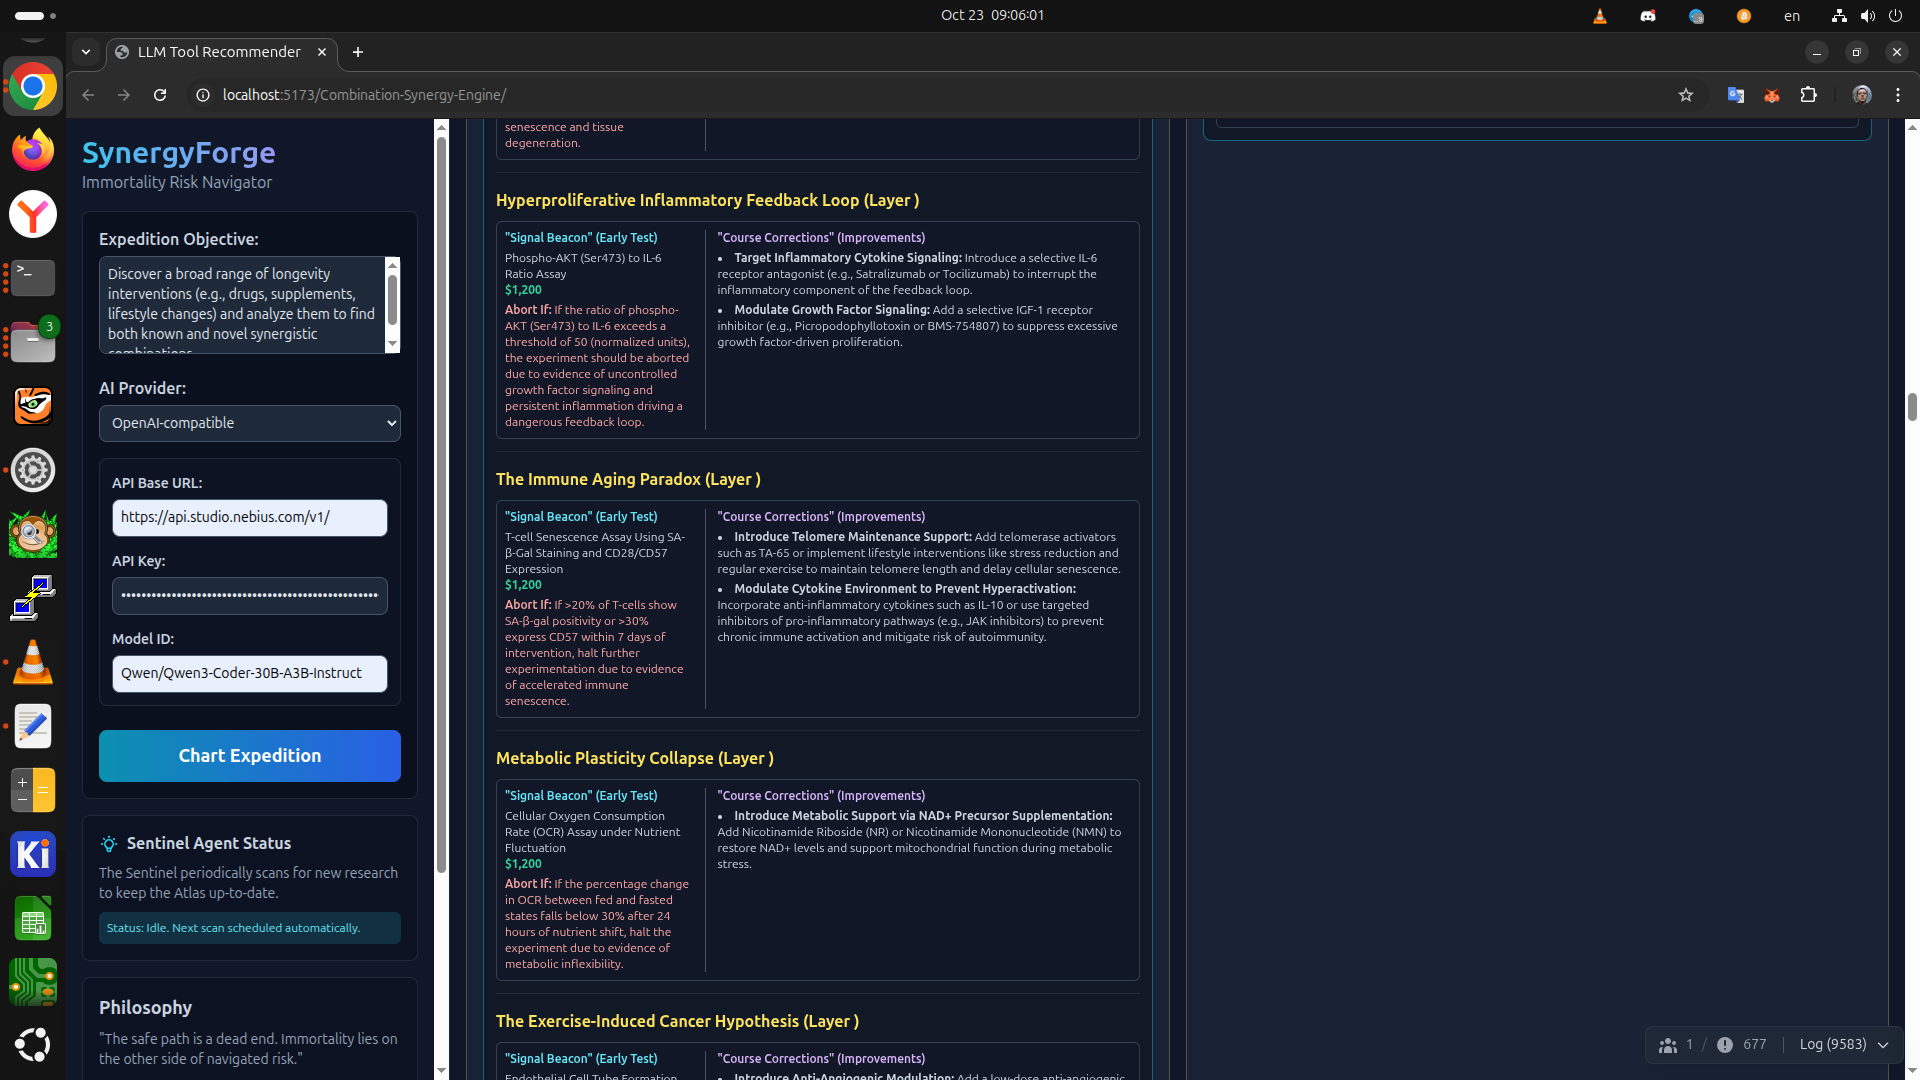 Oct 23 09:06:01
en
LLM Tool Recommender
localhost:5173/Combination-Synergy-Engine/
3
SynergyForge
Immortality Risk Navigator
Expedition Objective:
Discover a broad range of longevity
interventions (e.g., drugs, supplements,
lifestyle changes) and analyze them to find
both known and novel synergistic
combinations
AI Provider:
OpenAI-compatible
API Base URL:
https://api.studio.nebius.com/v1/
API Key:
Model ID:
Qwen/Qwen3-Coder-30B-A3B-Instruct
Chart Expedition
Sentinel Agent Status
The Sentinel periodically scans for new research
to keep the Atlas up-to-date.
Status: Idle. Next scan scheduled automatically.
Philosophy
"The safe path is a dead end. Immortality lies on
the other side of navigated risk."
senescence and tissue
degeneration.
Hyperproliferative Inflammatory Feedback Loop (Layer )
"Signal Beacon" (Early Test)
Phospho-AKT (Ser473) to IL-6
Ratio Assay
$1,200
Abort If: If the ratio of phospho-
AKT (Ser473) to IL-6 exceeds a
threshold of 50 (normalized units),
the experiment should be aborted
due to evidence of uncontrolled
growth factor signaling and
persistent inflammation driving a
dangerous feedback loop.
"Course Corrections" (Improvements)
• Target Inflammatory Cytokine Signaling: Introduce a selective IL-6
receptor antagonist (e.g., Satralizumab or Tocilizumab) to interrupt the
inflammatory component of the feedback loop.
• Modulate Growth Factor Signaling: Add a selective IGF-1 receptor
inhibitor (e.g., Picropodophyllotoxin or BMS-754807) to suppress excessive
growth factor-driven proliferation.
The Immune Aging Paradox (Layer )
"Signal Beacon" (Early Test)
T-cell Senescence Assay Using SA-
β-Gal Staining and CD28/CD57
Expression
$1,200
Abort If: If >20% of T-cells show
SA-β-gal positivity or >30%
express CD57 within 7 days of
intervention, halt further
experimentation due to evidence
of accelerated immune
senescence.
"Course Corrections" (Improvements)
• Introduce Telomere Maintenance Support: Add telomerase activators
such as TA-65 or implement lifestyle interventions like stress reduction and
regular exercise to maintain telomere length and delay cellular senescence.
• Modulate Cytokine Environment to Prevent Hyperactivation:
Incorporate anti-inflammatory cytokines such as IL-10 or use targeted
inhibitors of pro-inflammatory pathways (e.g., JAK inhibitors) to prevent
chronic immune activation and mitigate risk of autoimmunity.
Metabolic Plasticity Collapse (Layer )
"Signal Beacon" (Early Test)
Cellular Oxygen Consumption
Rate (OCR) Assay under Nutrient
Fluctuation
$1,200
Abort If: If the percentage change
in OCR between fed and fasted
states falls below 30% after 24
hours of nutrient shift, halt the
experiment due to evidence of
metabolic inflexibility.
"Course Corrections" (Improvements)
• Introduce Metabolic Support via NAD+ Precursor Supplementation:
Add Nicotinamide Riboside (NR) or Nicotinamide Mononucleotide (NMN) to
restore NAD+ levels and support mitochondrial function during metabolic
stress.
The Exercise-Induced Cancer Hypothesis (Layer )
"Signal Beacon" (Early Test)
Endothelial Cell Tube Formation
"Course Corrections" (Improvements)
• Introduce Anti-Angiogenic Modulation: Add a low-dose anti-angiogenic
1 / 677 Log (9583)